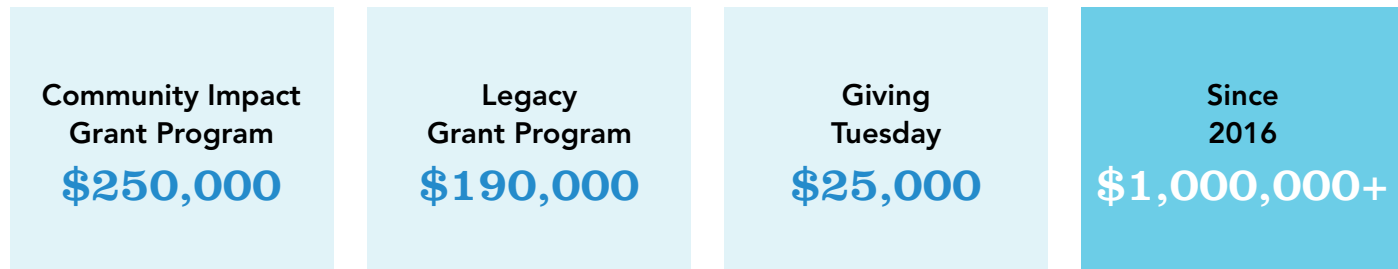 Community Impact
Grant Program
$250,000
Legacy
Grant Program
$190,000
Giving
Tuesday
$25,000
Since
2016
$1,000,000+